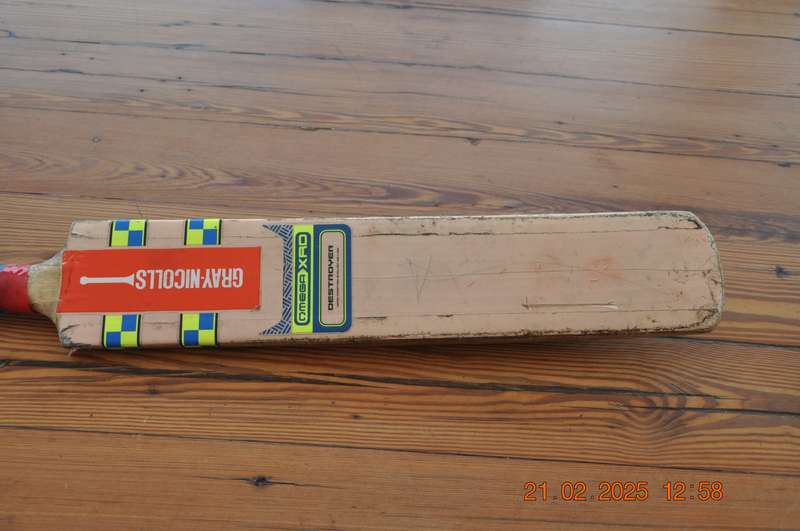 GRAY-NICOLLS
OMEGA XRD
DESTROYER
21.02.2025 12:58